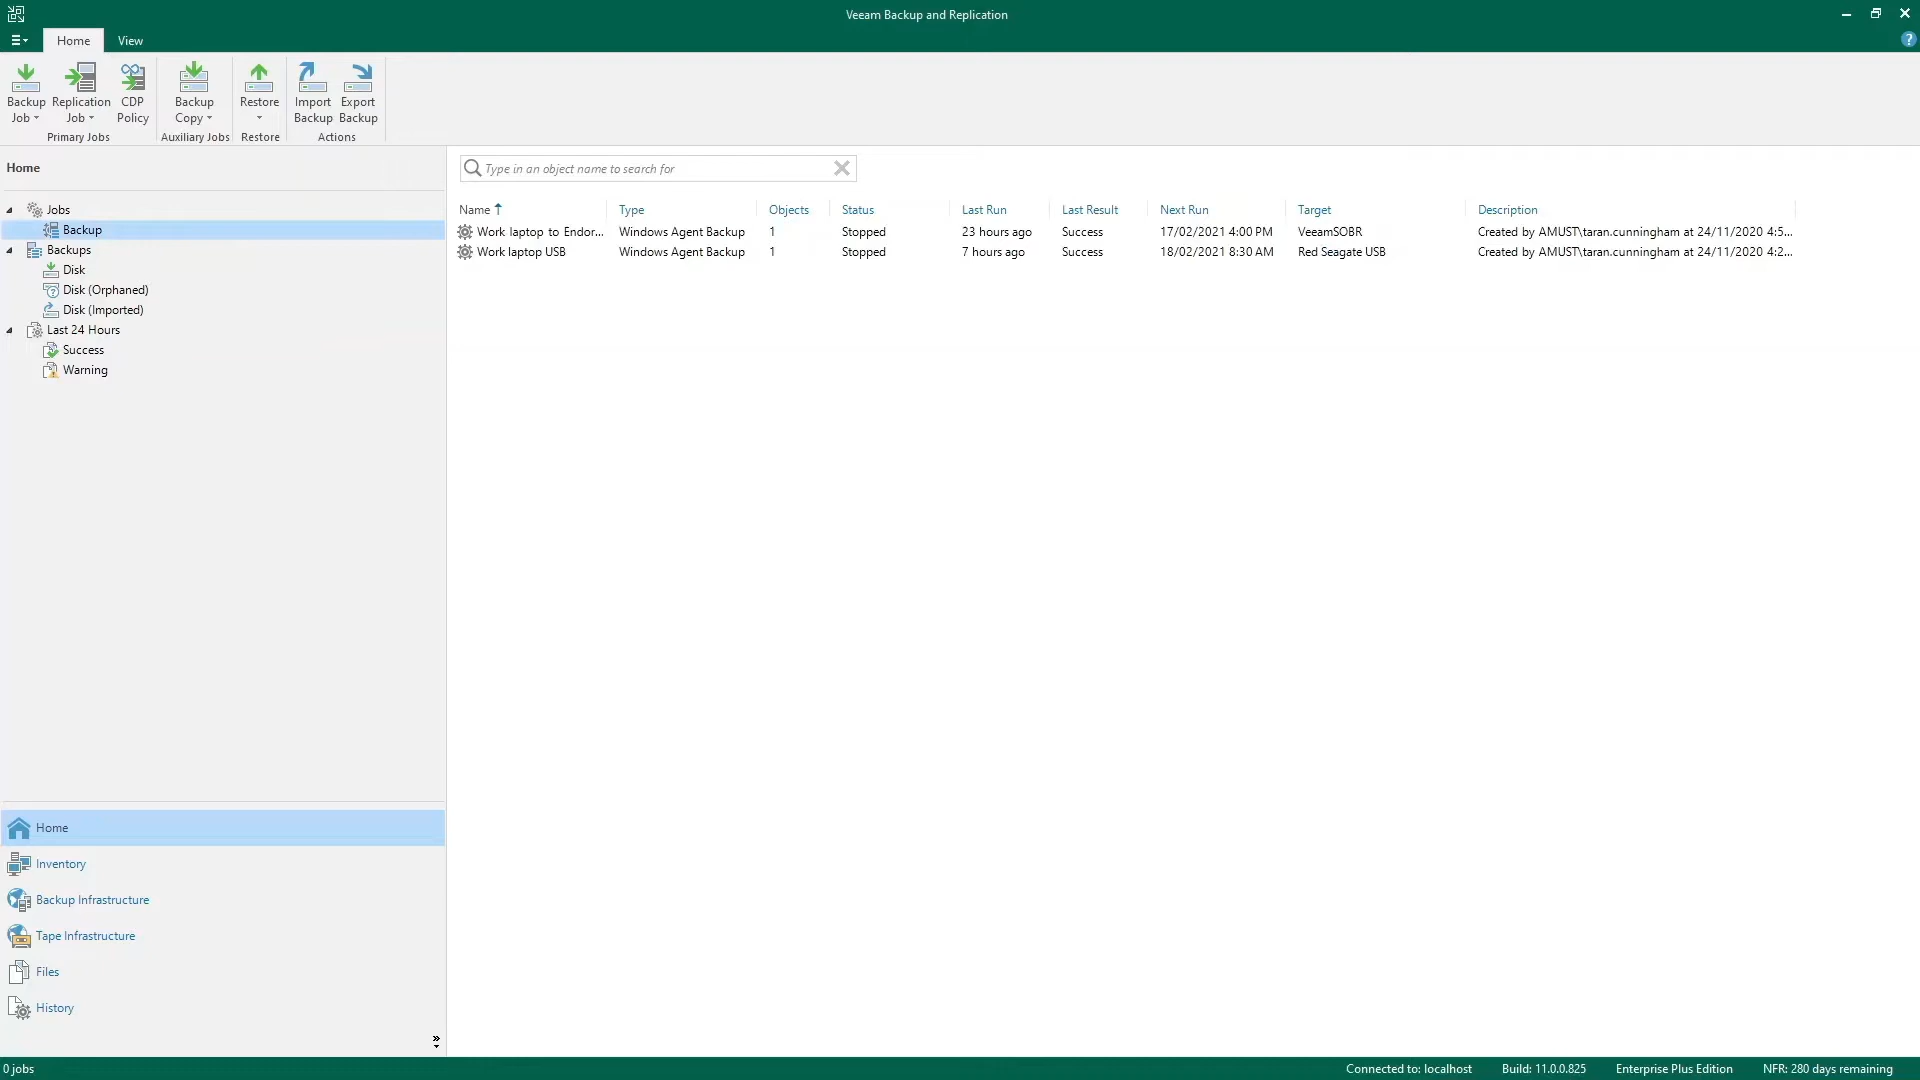 Veeam Backup and Replication
Home View
Backup Job Replication Job CDP Policy Backup Copy Restore Import Backup Export Backup
Primary Jobs Auxiliary Jobs Restore Actions
Home
Type in an object name to search for
Jobs
Backup
Backups
Disk
Disk (Orphaned)
Disk (Imported)
Last 24 Hours
Success
Warning
Name Type Objects Status Last Run Last Result Next Run Target Description
Work laptop to Endor... Windows Agent Backup 1 Stopped 23 hours ago Success 17/02/2021 4:00 PM VeeamSOBR Created by AMUST\taran.cunningham at 24/11/2020 4:5...
Work laptop USB Windows Agent Backup 1 Stopped 7 hours ago Success 18/02/2021 8:30 AM Red Seagate USB Created by AMUST\taran.cunningham at 24/11/2020 4:2...
Home
Inventory
Backup Infrastructure
Tape Infrastructure
Files
History
0 jobs Connected to: localhost Build: 11.0.0.825 Enterprise Plus Edition NFR: 280 days remaining